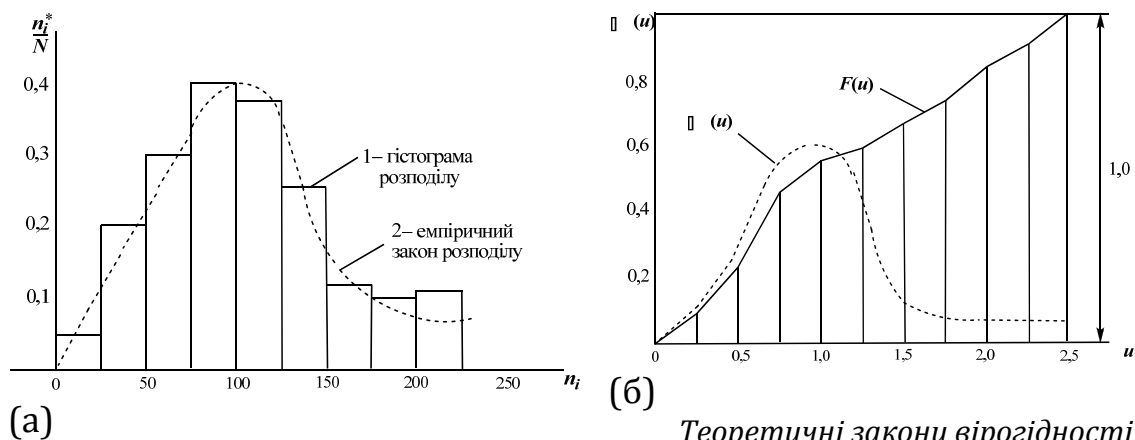 n*i
N
0,4
0,3
0,2
0,1
1– гістограма
розподілу
2– емпіричний
закон розподілу
0 50 100 150 200 250 ni
(а)
(u)
0,8
0,6
0,4
0,2
F(u)
(u)
1,0
0 0,5 1,0 1,5 2,0 2,5
u
(б)
Теоретичні закони вірогідності